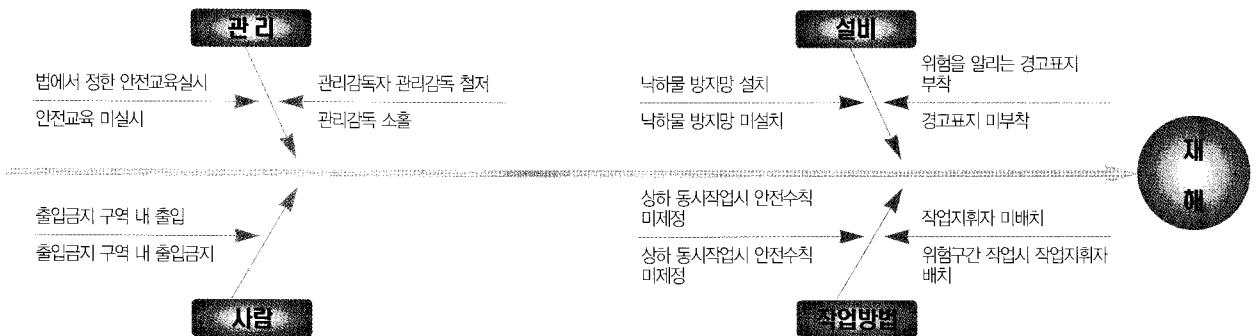 관리
설비
법에서 정한 안전교육실시
안전교육 미실시
관리감독자 관리감독 철저
관리감독 소홀
낙하물 방지망 설치
낙하물 방지망 미설치
위험을 알리는 경고표지
부착
경고표지 미부착
재
해
출입금지 구역 내 출입
출입금지 구역 내 출입금지
상하 동시작업시 안전수칙
미제정
상하 동시작업시 안전수칙
미제정
작업지휘자 미배치
위험구간 작업시 작업지휘자
배치
사람
작업방법